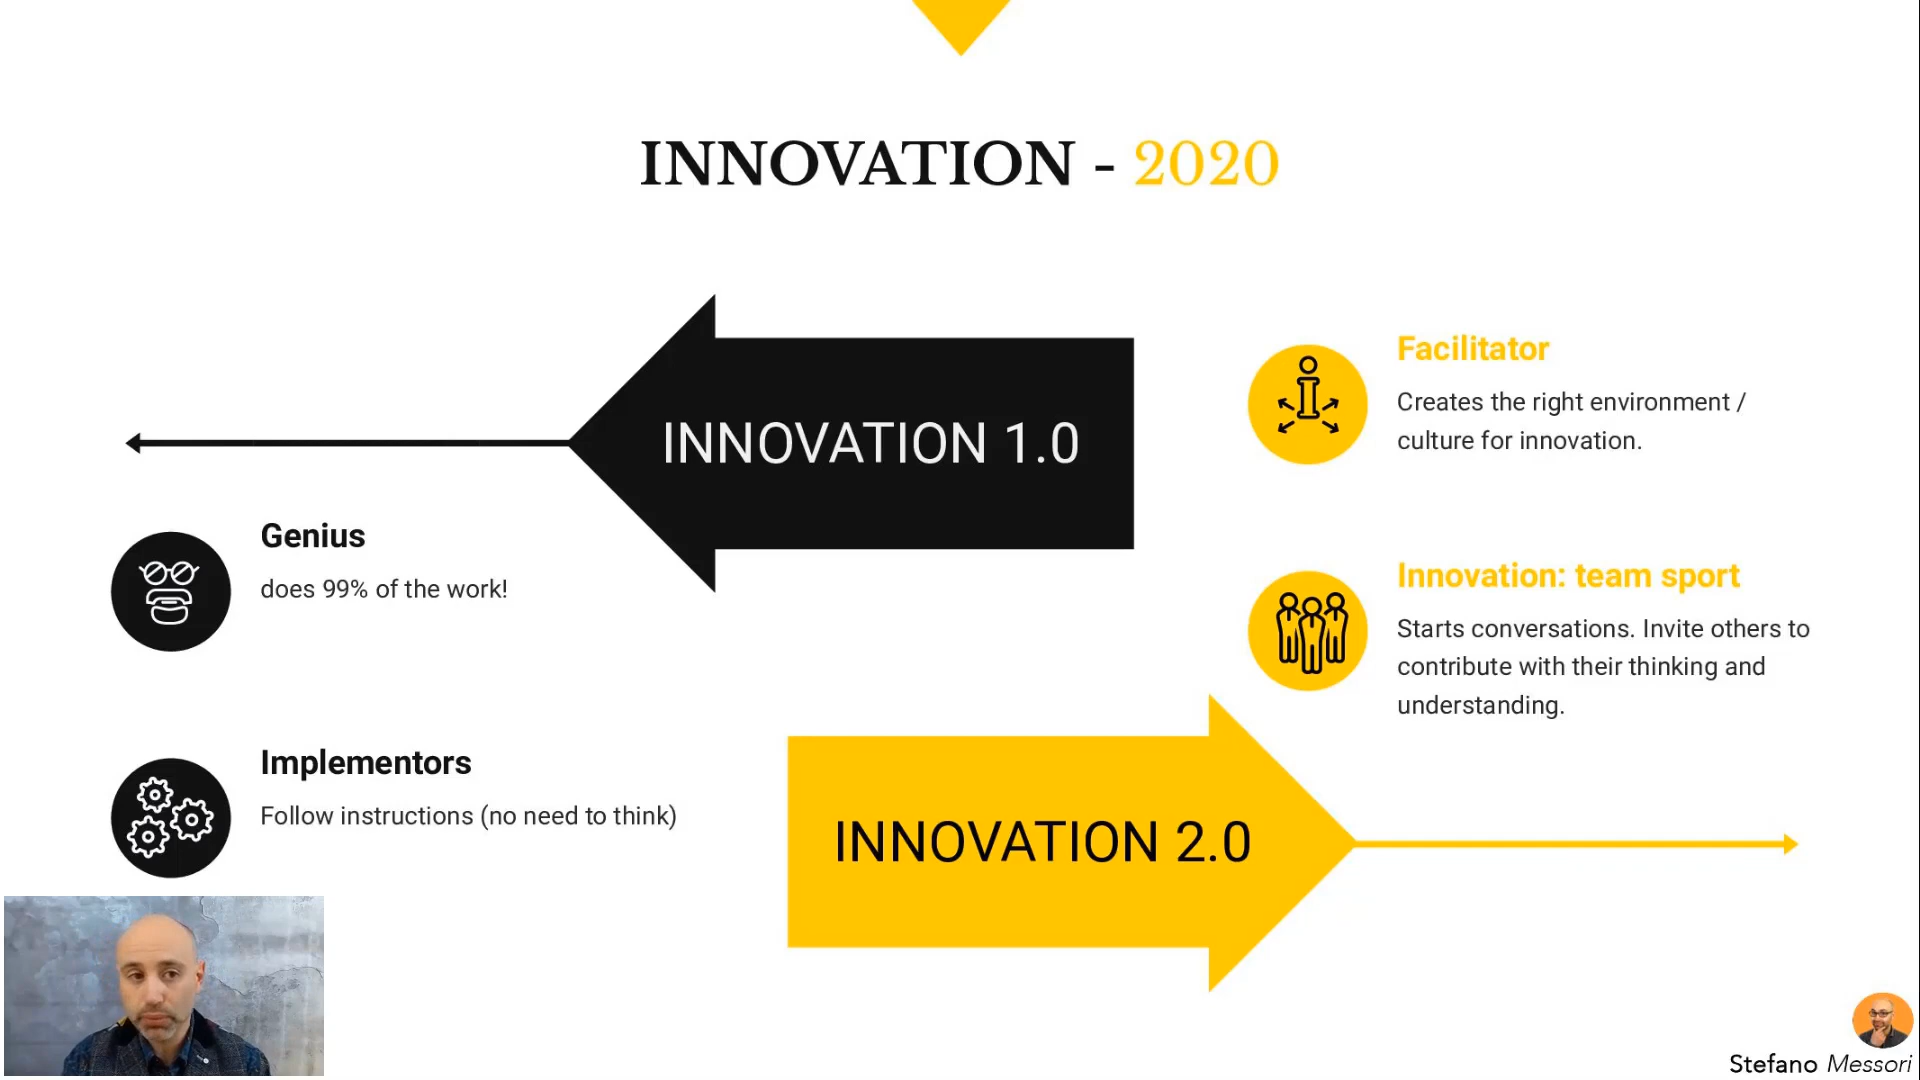 INNOVATION - 2020
INNOVATION 1.0
Genius
does 99% of the work!
Implementors
Follow instructions (no need to think)
Facilitator
Creates the right environment /
culture for innovation.
Innovation: team sport
Starts conversations. Invite others to
contribute with their thinking and
understanding.
INNOVATION 2.0
Stefano Messori